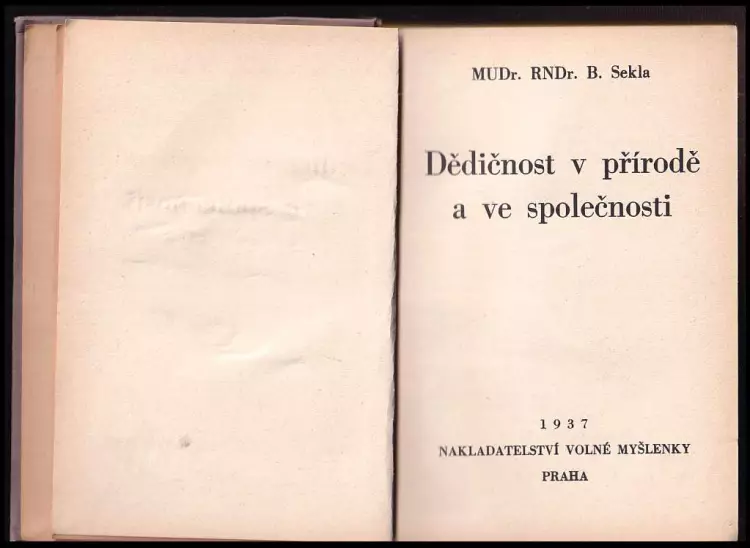 MUDr. RNDr. B. Sekla
Dědičnost v přírodě
a ve společnosti
1937
NAKLADATELSTVÍ VOLNÉ MYŠLENKY
PRAHA